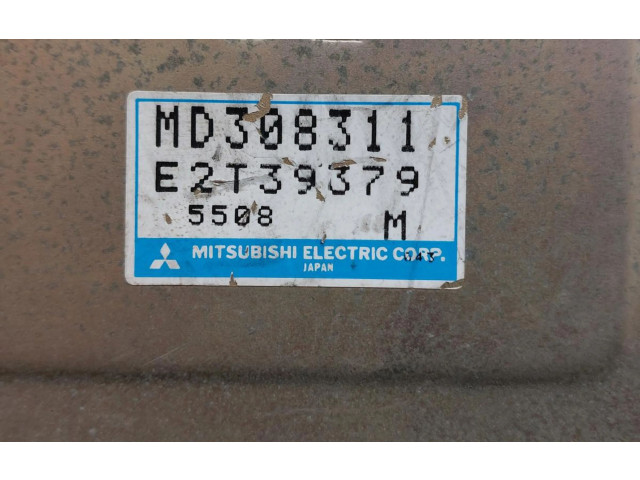 MD308311
E2T39379
5508 M
MITSUBISHI ELECTRIC CORP.
JAPAN